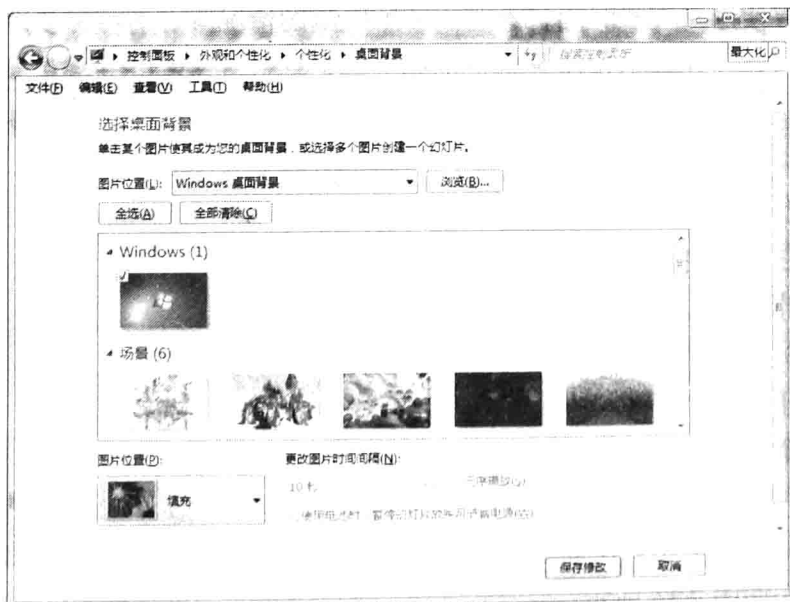 控制面板 ▸ 外观和个性化 ▸ 个性化 ▸ 桌面背景
最大化
文件(F) 编辑(E) 查看(V) 工具(T) 帮助(H)
选择桌面背景
单击某个图片使其成为您的桌面背景，或选择多个图片创建一个幻灯片。
图片位置(L): Windows 桌面背景 浏览(B)...
全选(A) 全部清除(C)
Windows (1)
场景 (6)
图片位置(P): 更改图片时间间隔(N):
填充
保存修改 取消